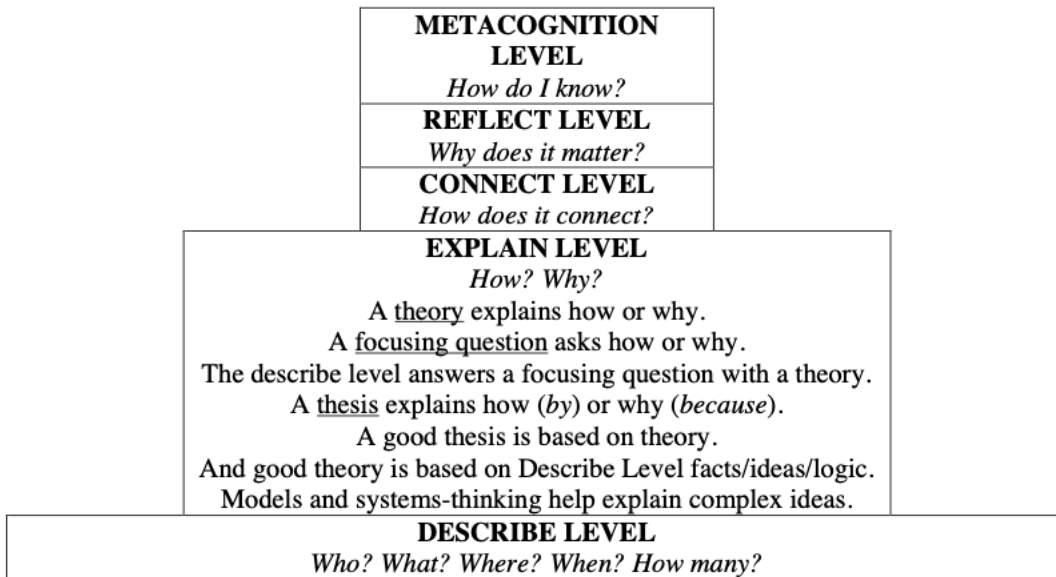 METACOGNITION
LEVEL
How do I know?
REFLECT LEVEL
Why does it matter?
CONNECT LEVEL
How does it connect?
EXPLAIN LEVEL
How? Why?
A theory explains how or why.
A focusing question asks how or why.
The describe level answers a focusing question with a theory.
A thesis explains how (by) or why (because).
A good thesis is based on theory.
And good theory is based on Describe Level facts/ideas/logic.
Models and systems-thinking help explain complex ideas.
DESCRIBE LEVEL
Who? What? Where? When? How many?